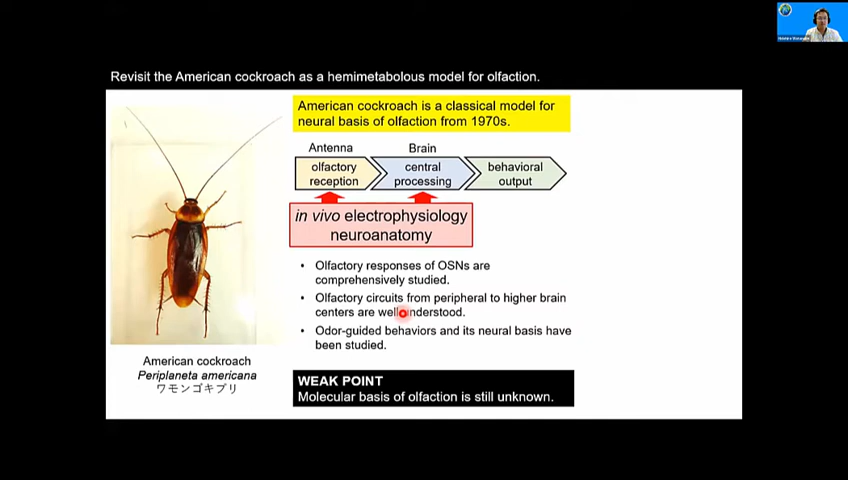 Revisit the American cockroach as a hemimetabolous model for olfaction.
American cockroach is a classical model for
neural basis of olfaction from 1970s.
Antenna
Brain
olfactory
reception
central
processing
behavioral
output
in vivo electrophysiology
neuroanatomy
• Olfactory responses of OSNs are
comprehensively studied.
• Olfactory circuits from peripheral to higher brain
centers are well understood.
• Odor-guided behaviors and its neural basis have
been studied.
American cockroach
Periplaneta americana
ワモンゴキブリ
WEAK POINT
Molecular basis of olfaction is still unknown.